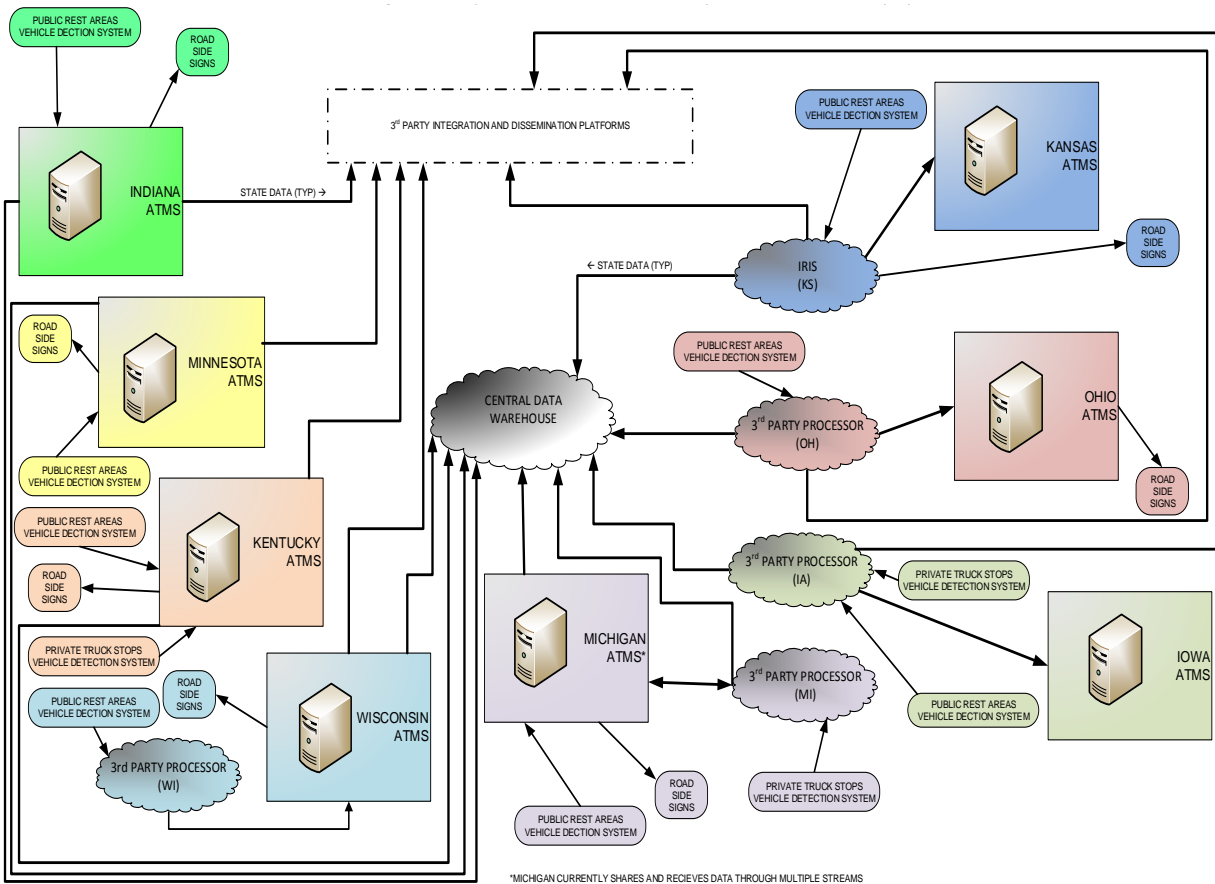 PUBLIC REST AREAS
VEHICLE DECTION SYSTEM
ROAD
SIDE
SIGNS
INDIANA
ATMS
STATE DATA (TYP) →
3rd PARTY INTEGRATION AND DISSEMINATION PLATFORMS
PUBLIC REST AREAS
VEHICLE DECTION SYSTEM
KANSAS
ATMS
ROAD
SIDE
SIGNS
IRIS
(KS)
← STATE DATA (TYP)
ROAD
SIDE
SIGNS
MINNESOTA
ATMS
PUBLIC REST AREAS
VEHICLE DECTION SYSTEM
PUBLIC REST AREAS
VEHICLE DECTION SYSTEM
CENTRAL DATA
WAREHOUSE
3rd PARTY PROCESSOR
(OH)
OHIO
ATMS
ROAD
SIDE
SIGNS
PUBLIC REST AREAS
VEHICLE DECTION SYSTEM
KENTUCKY
ATMS
ROAD
SIDE
SIGNS
PRIVATE TRUCK STOPS
VEHICLE DETECTION SYSTEM
3rd PARTY PROCESSOR
(IA)
PRIVATE TRUCK STOPS
VEHICLE DETECTION SYSTEM
IOWA
ATMS
PUBLIC REST AREAS
VEHICLE DECTION SYSTEM
MICHIGAN
ATMS*
3rd PARTY PROCESSOR
(MI)
PUBLIC REST AREAS
VEHICLE DECTION SYSTEM
ROAD
SIDE
SIGNS
WISCONSIN
ATMS
3rd PARTY PROCESSOR
(WI)
ROAD
SIDE
SIGNS
PRIVATE TRUCK STOPS
VEHICLE DETECTION SYSTEM
PUBLIC REST AREAS
VEHICLE DECTION SYSTEM
*MICHIGAN CURRENTLY SHARES AND RECIEVES DATA THROUGH MULTIPLE STREAMS